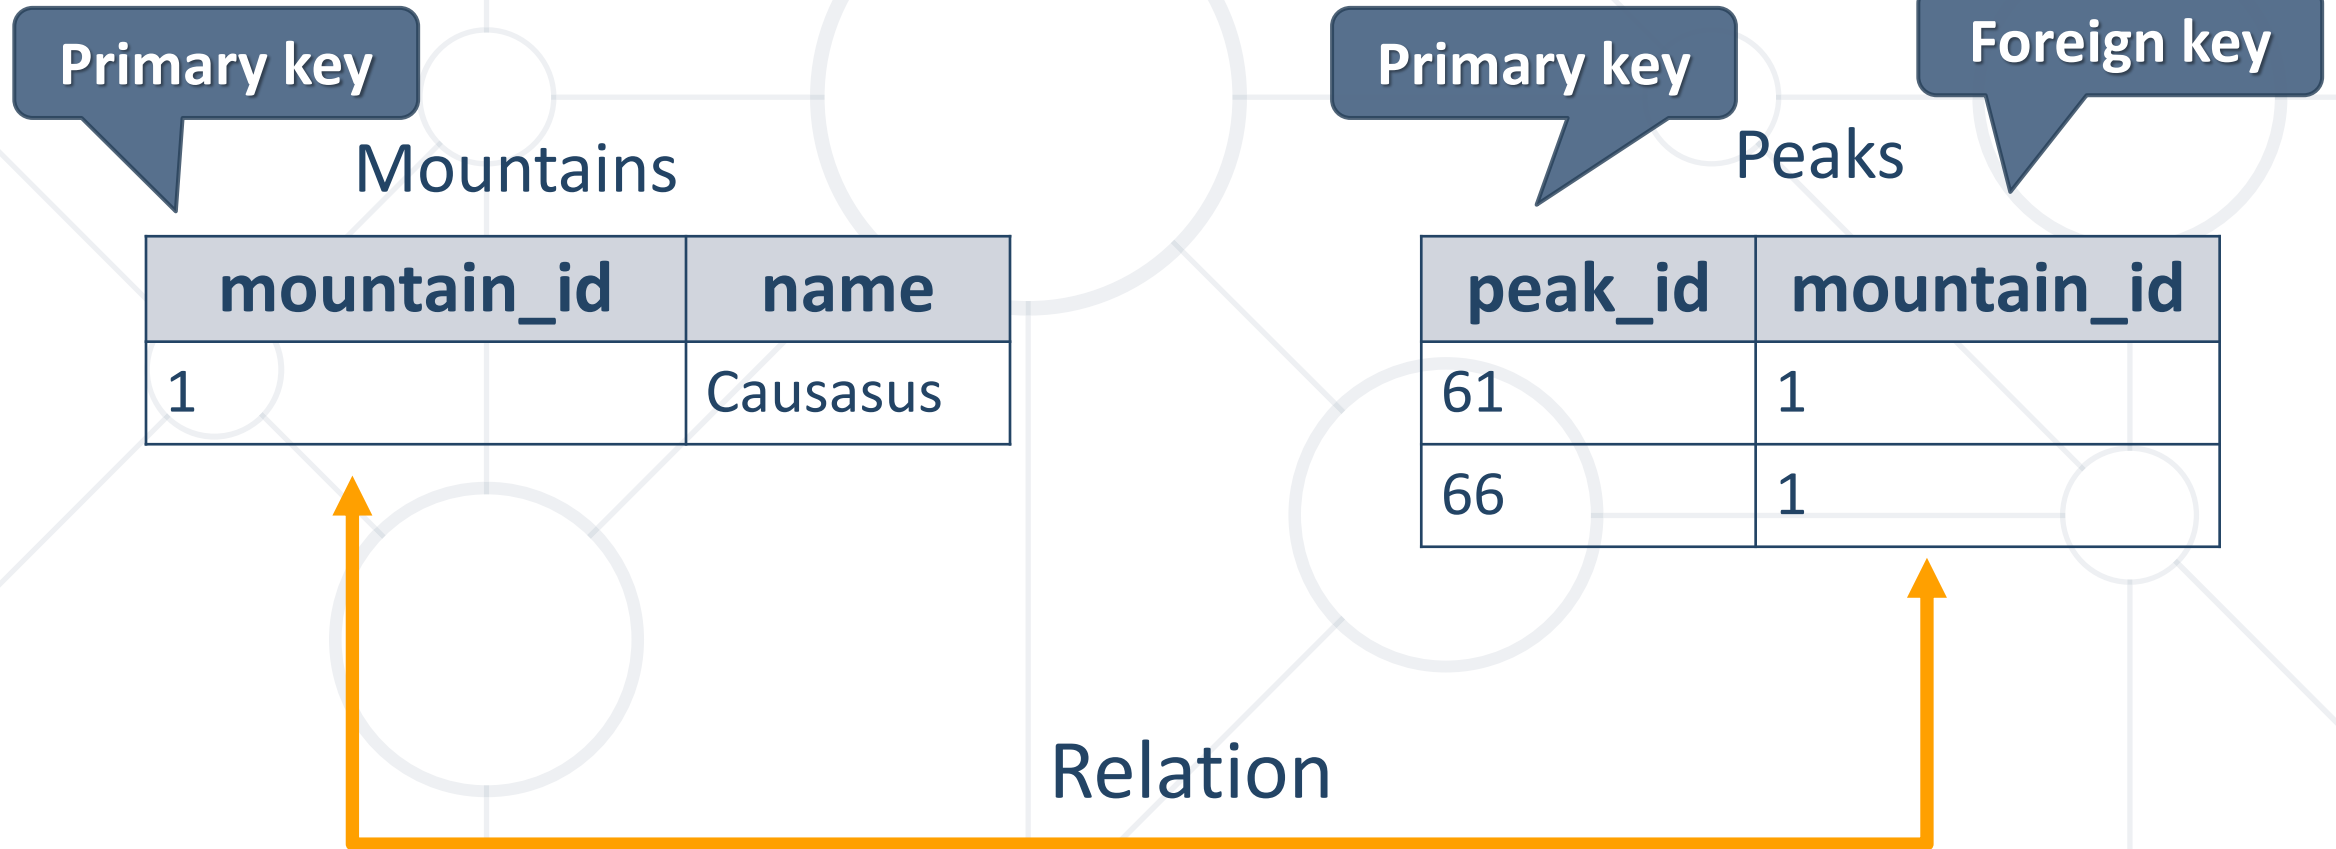 Primary key
Primary key
Foreign key
Mountains
Peaks
mountain_id name
1 Causasus
peak_id mountain_id
61 1
66 1
Relation